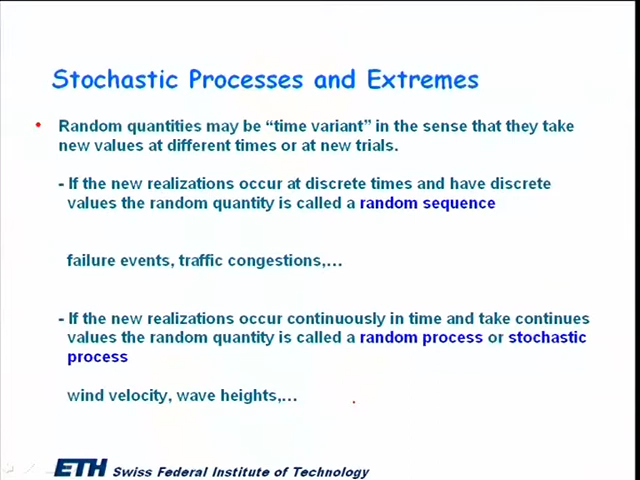 Stochastic Processes and Extremes
• Random quantities may be "time variant" in the sense that they take
new values at different times or at new trials.
- If the new realizations occur at discrete times and have discrete
values the random quantity is called a random sequence
failure events, traffic congestions,...
- If the new realizations occur continuously in time and take continues
values the random quantity is called a random process or stochastic
process
wind velocity, wave heights,...
ETH Swiss Federal Institute of Technology